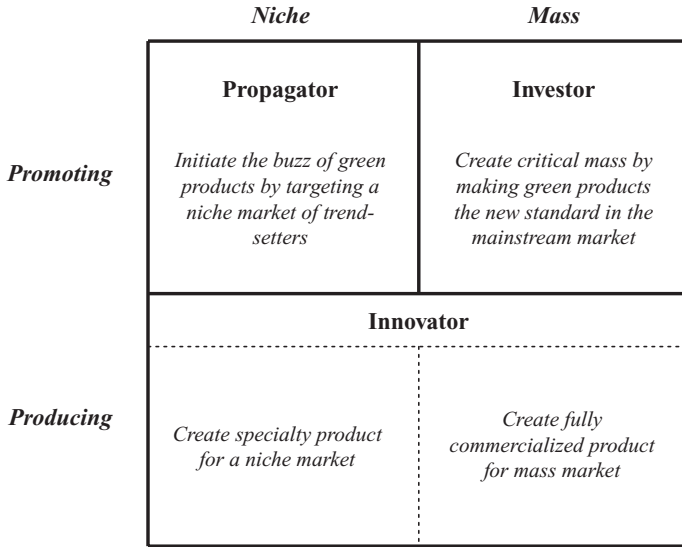 Niche
Mass
Promoting
Propagator
Initiate the buzz of green
products by targeting a
niche market of trend-
setters
Investor
Create critical mass by
making green products
the new standard in the
mainstream market
Innovator
Producing
Create specialty product
for a niche market
Create fully
commercialized product
for mass market